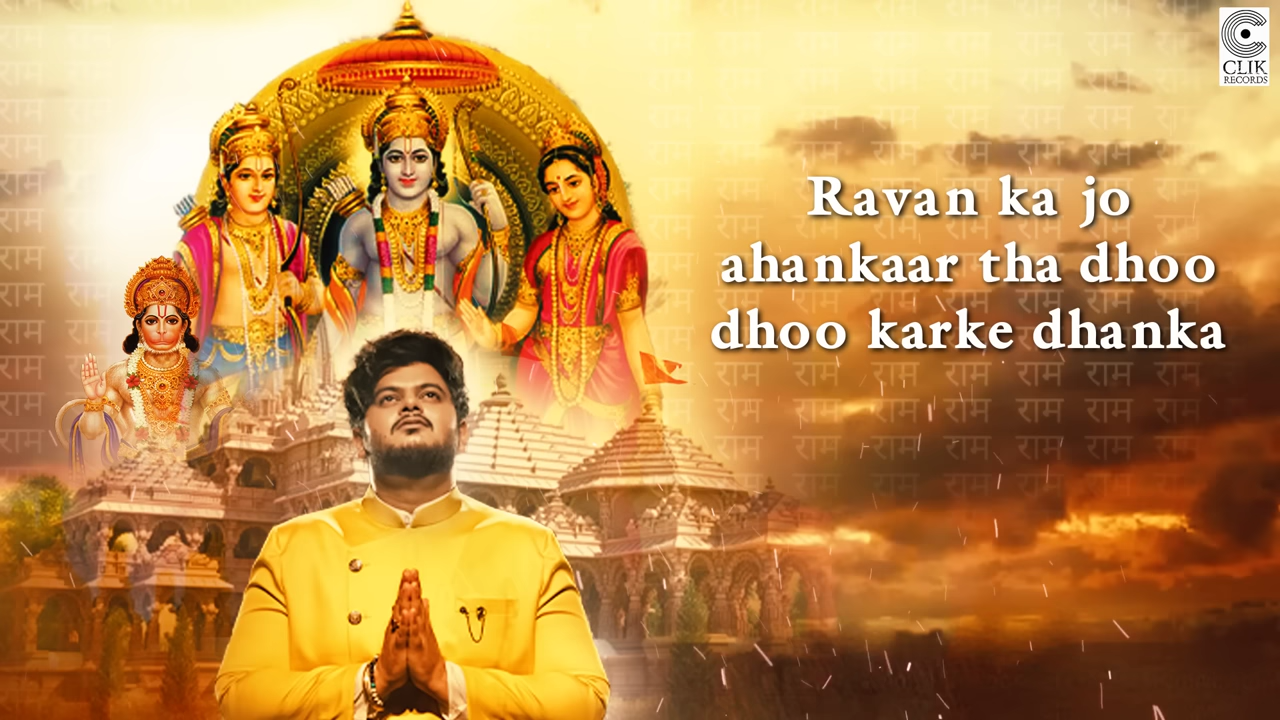 CLIK
RECORDS
Ravan ka jo
ahankaar tha dhoo
dhoo karke dhanka
राम राम राम राम राम राम राम